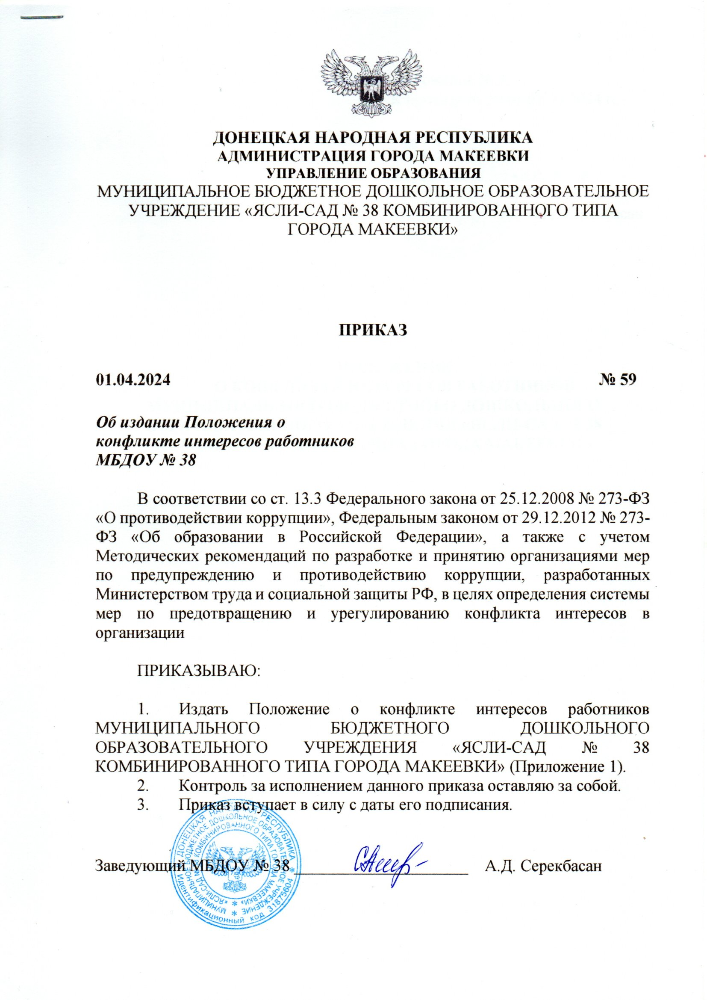 ДОНЕЦКАЯ НАРОДНАЯ РЕСПУБЛИКА
АДМИНИСТРАЦИЯ ГОРОДА МАКЕЕВКИ
УПРАВЛЕНИЕ ОБРАЗОВАНИЯ
МУНИЦИПАЛЬНОЕ БЮДЖЕТНОЕ ДОШКОЛЬНОЕ ОБРАЗОВАТЕЛЬНОЕ
УЧРЕЖДЕНИЕ «ЯСЛИ-САД № 38 КОМБИНИРОВАННОГО ТИПА
ГОРОДА МАКЕЕВКИ»
ПРИКАЗ
01.04.2024 № 59
Об издании Положения о
конфликте интересов работников
МБДОУ № 38
В соответствии со ст. 13.3 Федерального закона от 25.12.2008 № 273-ФЗ
«О противодействии коррупции», Федеральным законом от 29.12.2012 № 273-
ФЗ «Об образовании в Российской Федерации», а также с учетом
Методических рекомендаций по разработке и принятию организациями мер
по предупреждению и противодействию коррупции, разработанных
Министерством труда и социальной защиты РФ, в целях определения системы
мер по предотвращению и урегулированию конфликта интересов в
организации
ПРИКАЗЫВАЮ:
1. Издать Положение о конфликте интересов работников
МУНИЦИПАЛЬНОГО БЮДЖЕТНОГО ДОШКОЛЬНОГО
ОБРАЗОВАТЕЛЬНОГО УЧРЕЖДЕНИЯ «ЯСЛИ-САД № 38
КОМБИНИРОВАННОГО ТИПА ГОРОДА МАКЕЕВКИ» (Приложение 1).
2. Контроль за исполнением данного приказа оставляю за собой.
3. Приказ вступает в силу с даты его подписания.
Заведующий МБДОУ № 38 А.Д. Серекбасан
ДОНЕЦКАЯ НАРОДНАЯ РЕСПУБЛИКА
Идентификационный код 31875604
МУНИЦИПАЛЬНОЕ БЮДЖЕТНОЕ ДОШКОЛЬНОЕ ОБРАЗОВАТЕЛЬНОЕ УЧРЕЖДЕНИЕ
«ЯСЛИ-САД № 38 КОМБИНИРОВАННОГО ТИПА ГОРОДА МАКЕЕВКИ»